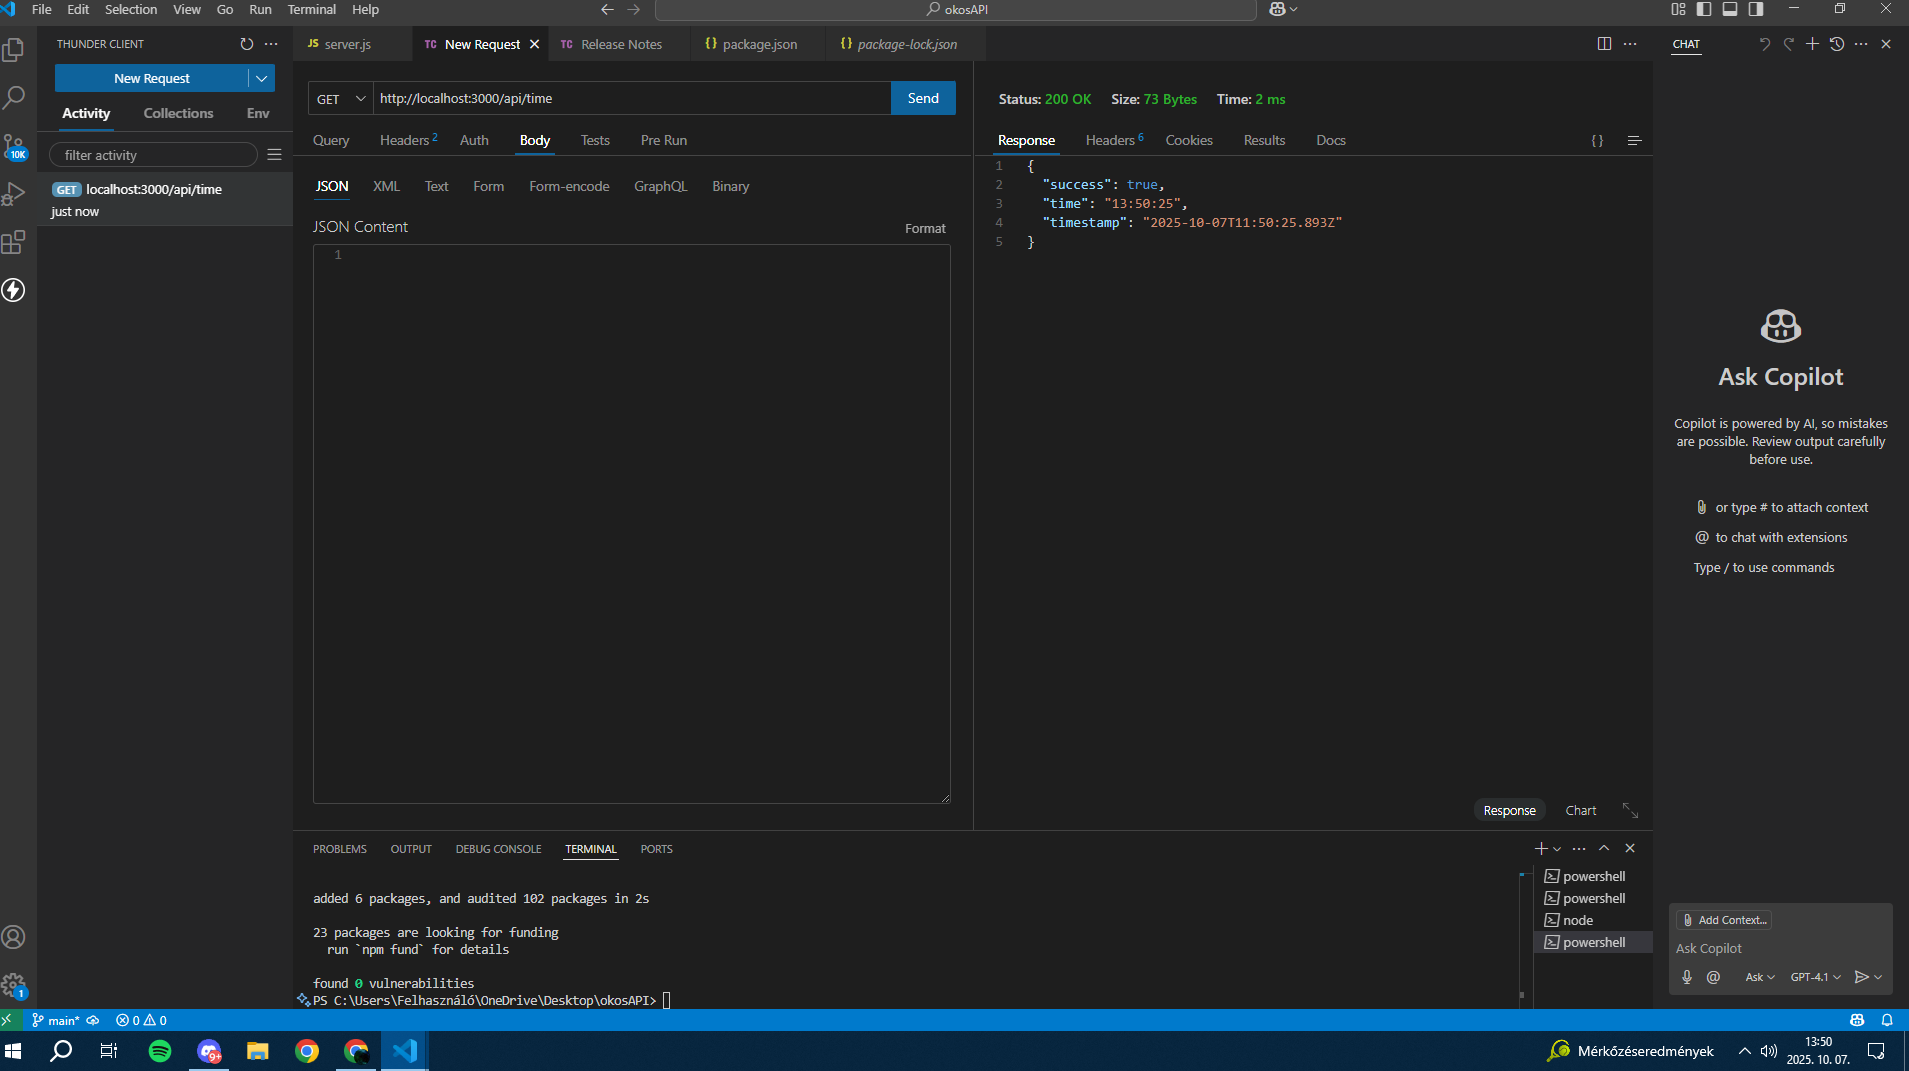 File Edit Selection View Go Run Terminal Help
okosAPI
THUNDER CLIENT
New Request
Activity Collections Env
filter activity
GET localhost:3000/api/time
just now
10K
1
JS server.js
TC New Request
TC Release Notes
{} package.json
{} package-lock.json
GET http://localhost:3000/api/time Send
Query Headers 2 Auth Body Tests Pre Run
JSON XML Text Form Form-encode GraphQL Binary
JSON Content Format
1
Status: 200 OK Size: 73 Bytes Time: 2 ms
Response Headers 6 Cookies Results Docs {}
1 {
2 "success": true,
3 "time": "13:50:25",
4 "timestamp": "2025-10-07T11:50:25.893Z"
5 }
Response Chart
PROBLEMS OUTPUT DEBUG CONSOLE TERMINAL PORTS
added 6 packages, and audited 102 packages in 2s
23 packages are looking for funding
run `npm fund` for details
found 0 vulnerabilities
PS C:\Users\Felhasználó\OneDrive\Desktop\okosAPI>
powershell
powershell
node
powershell
CHAT
Ask Copilot
Copilot is powered by AI, so mistakes
are possible. Review output carefully
before use.
or type # to attach context
@ to chat with extensions
Type / to use commands
Add Context...
Ask Copilot
@ Ask GPT-4.1
main* 0 0
9+
Mérkőzéseredmények
13:50
2025. 10. 07.